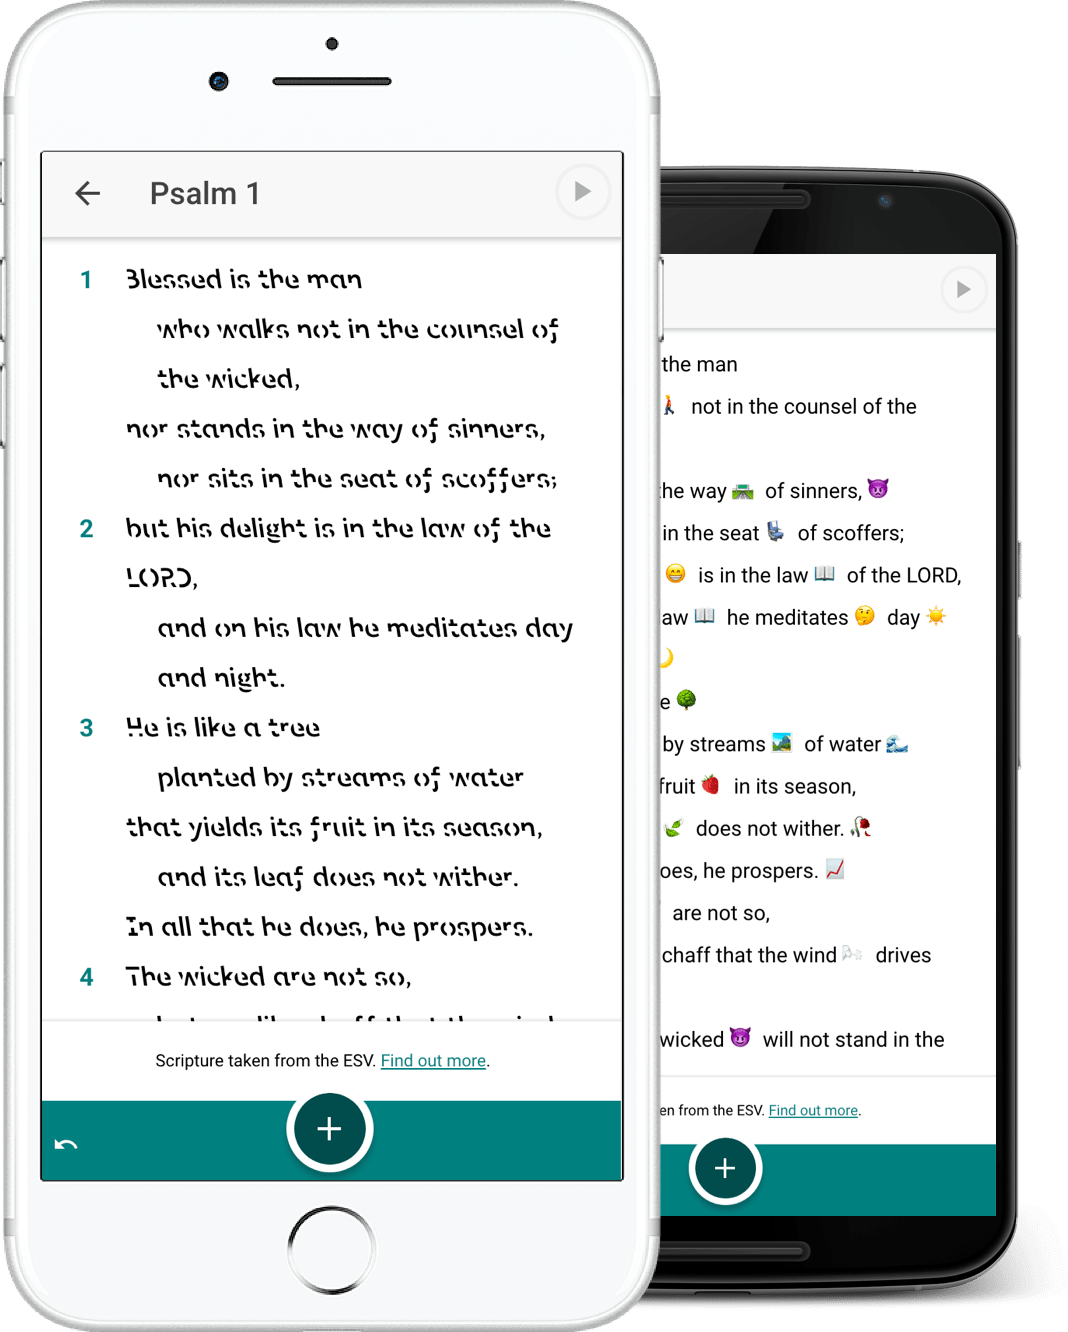 Psalm 1
1 Blessed is the man
who walks not in the counsel of
the wicked,
nor stands in the way of sinners,
nor sits in the seat of scoffers;
2 but his delight is in the law of the
LORD,
and on his law he meditates day
and night.
3 He is like a tree
planted by streams of water
that yields its fruit in its season,
and its leaf does not wither.
In all that he does, he prospers.
4 The wicked are not so,
Scripture taken from the ESV. Find out more.
the man
🚶 not in the counsel of the
the way 🛣️ of sinners, 😈
in the seat 💺 of scoffers;
😁 is in the law 📖 of the LORD,
aw 📖 he meditates 🤔 day ☀️
🌙
e 🌳
by streams 🏞️ of water 🌊
fruit 🍓 in its season,
🍃 does not wither. 🥀
oes, he prospers. 📈
are not so,
chaff that the wind 🌬️ drives
wicked 😈 will not stand in the
en from the ESV. Find out more.